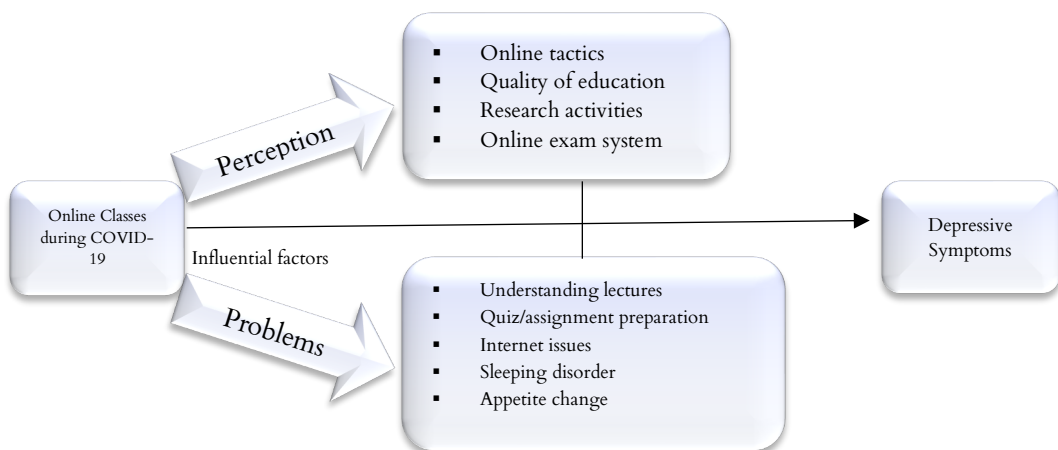 Online tactics
Quality of education
Research activities
Online exam system
Perception
Online Classes
during COVID-
19
Influential factors
Depressive
Symptoms
Problems
Understanding lectures
Quiz/assignment preparation
Internet issues
Sleeping disorder
Appetite change